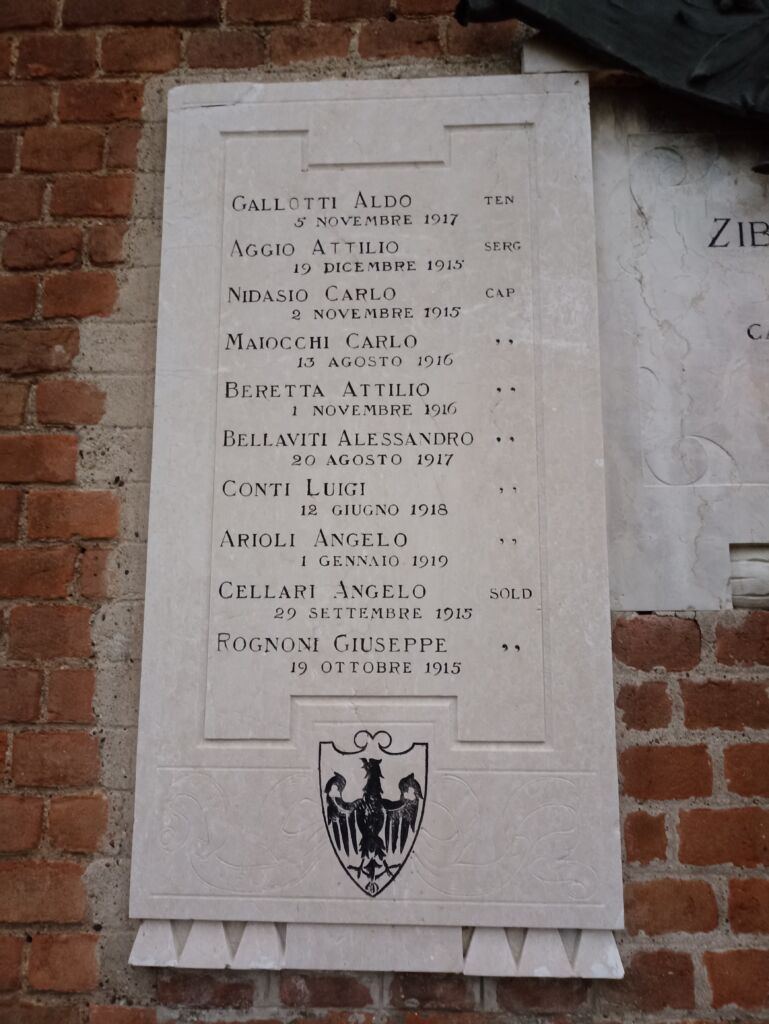 GALLOTTI ALDO TEN
5 NOVEMBRE 1917
AGGIO ATTILIO SERG
19 DICEMBRE 1915
NIDASIO CARLO CAP
2 NOVEMBRE 1915
MAIOCCHI CARLO ,,
13 AGOSTO 1916
BERETTA ATTILIO ,,
1 NOVEMBRE 1916
BELLAVITI ALESSANDRO ,,
20 AGOSTO 1917
CONTI LUIGI ,,
12 GIUGNO 1918
ARIOLI ANGELO ,,
1 GENNAIO 1919
CELLARI ANGELO SOLD
29 SETTEMBRE 1915
ROGNONI GIUSEPPE ,,
19 OTTOBRE 1915
ZIB